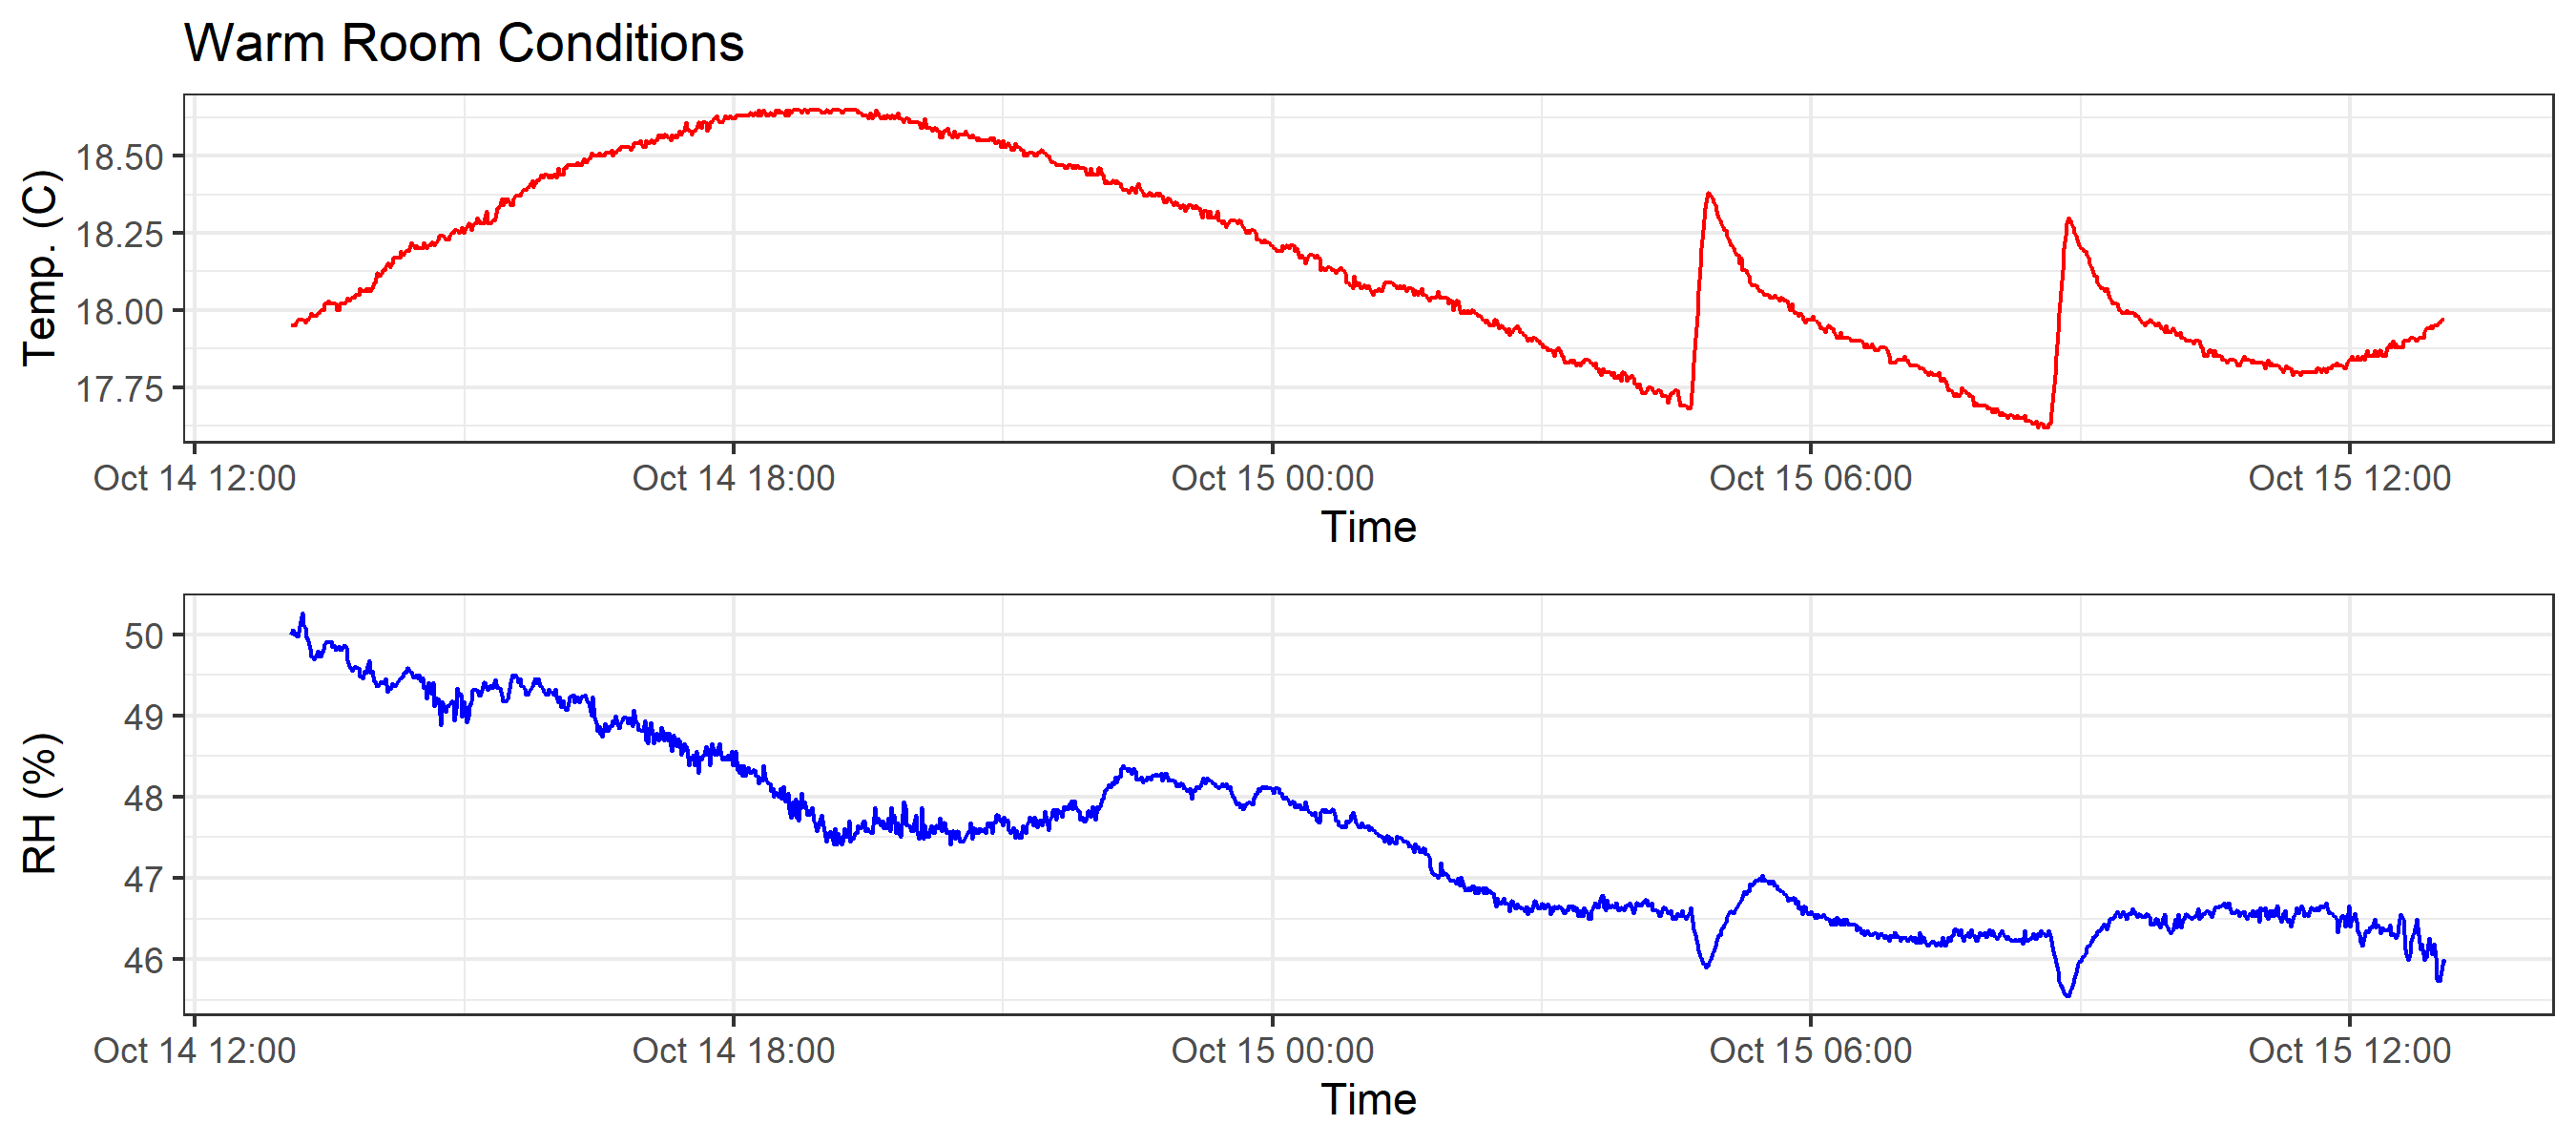 Warm Room Conditions
Temp. (C)
18.50
18.25
18.00
17.75
Oct 14 12:00 Oct 14 18:00 Oct 15 00:00 Oct 15 06:00 Oct 15 12:00
Time
RH (%)
50
49
48
47
46
Oct 14 12:00 Oct 14 18:00 Oct 15 00:00 Oct 15 06:00 Oct 15 12:00
Time